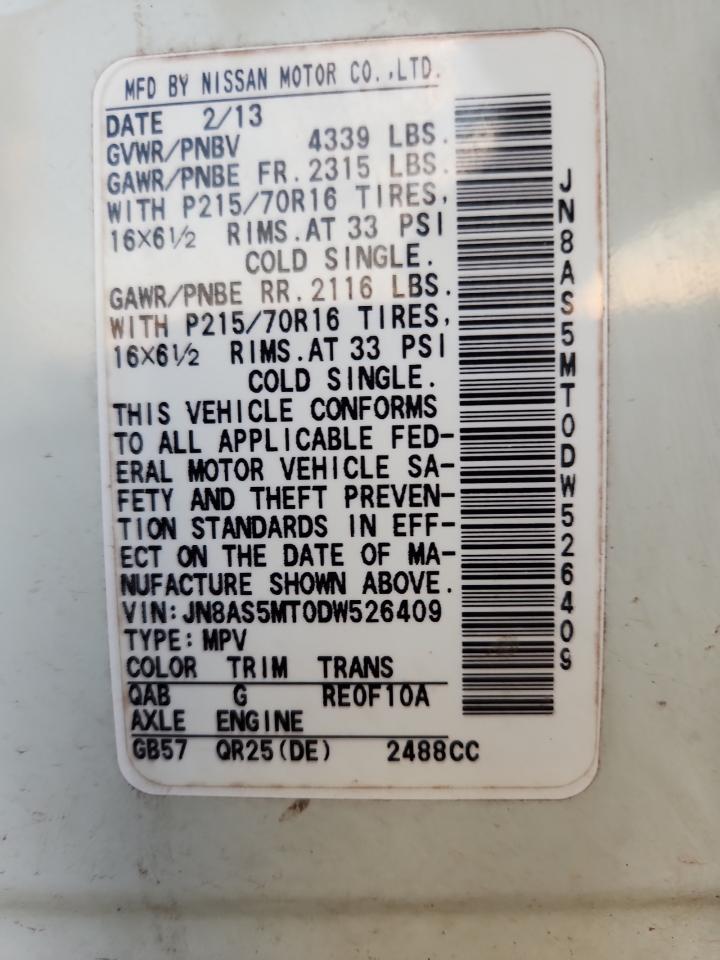 MFD BY NISSAN MOTOR CO.,LTD.
DATE 2/13
GVWR/PNBV 4339 LBS.
GAWR/PNBE FR.2315 LBS.
WITH P215/70R16 TIRES,
16X6½ RIMS.AT 33 PSI
COLD SINGLE.
GAWR/PNBE RR.2116 LBS.
WITH P215/70R16 TIRES,
16X6½ RIMS.AT 33 PSI
COLD SINGLE.
THIS VEHICLE CONFORMS
TO ALL APPLICABLE FED-
ERAL MOTOR VEHICLE SA-
FETY AND THEFT PREVEN-
TION STANDARDS IN EFF-
ECT ON THE DATE OF MA-
NUFACTURE SHOWN ABOVE.
VIN:JN8AS5MT0DW526409
TYPE:MPV
COLOR TRIM TRANS
QAB G RE0F10A
AXLE ENGINE
GB57 QR25(DE) 2488CC
JN8AS5MT0DW526409